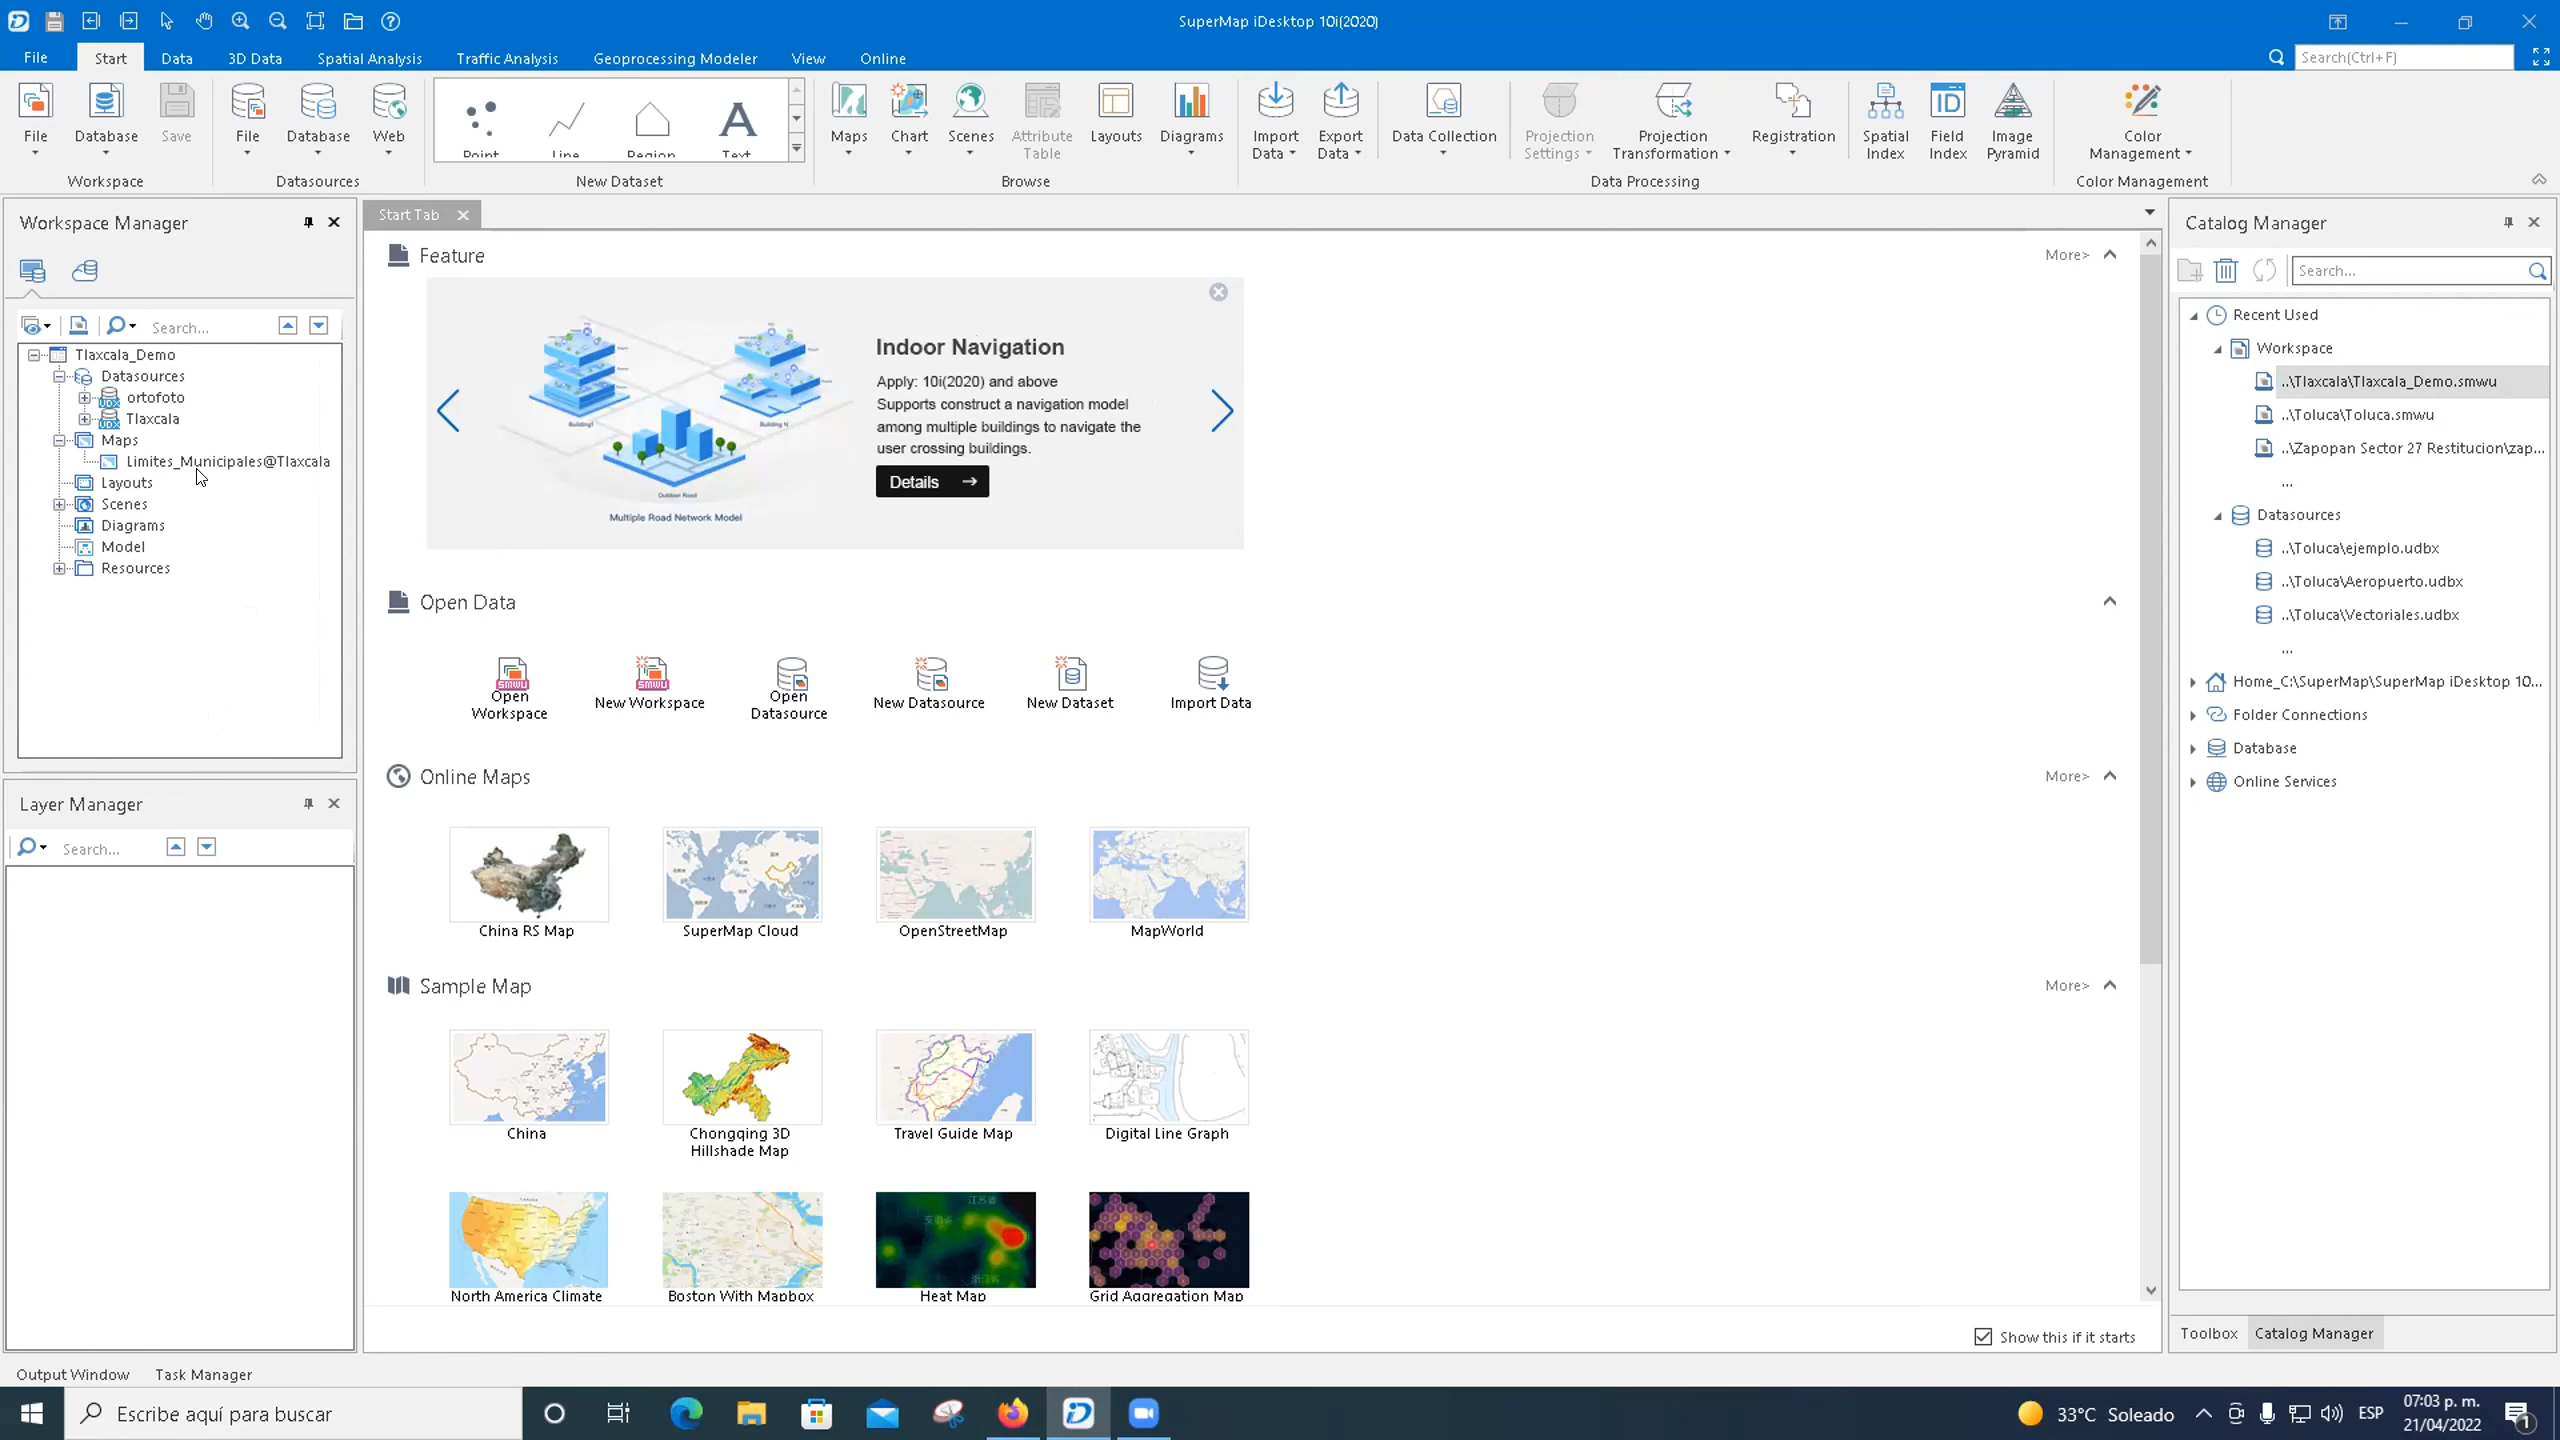 SuperMap iDesktop 10i(2020)
File Start Data 3D Data Spatial Analysis Traffic Analysis Geoprocessing Modeler View Online
Search(Ctrl+F)
File Database Save
Workspace
File Database Web
Datasources
Point Line Region Text
New Dataset
Maps Chart Scenes Attribute Table Layouts Diagrams
Browse
Import Data Export Data Data Collection Projection Settings Projection Transformation Registration Spatial Index Field Index Image Pyramid
Data Processing
Color Management
Color Management
Workspace Manager
Search...
Tlaxcala_Demo
Datasources
UDX ortofoto
UDX Tlaxcala
Maps
Limites_Municipales@Tlaxcala
Layouts
Scenes
Diagrams
Model
Resources
Layer Manager
Search...
Output Window Task Manager
Start Tab
Feature
More>
Indoor Navigation
Apply: 10i(2020) and above
Supports construct a navigation model
among multiple buildings to navigate the
user crossing buildings.
Details →
Building1
Building N
Outdoor Road
Multiple Road Network Model
Open Data
SMWU
Open Workspace
SMWU
New Workspace
Open Datasource
New Datasource
New Dataset
Import Data
Online Maps
More>
China RS Map
SuperMap Cloud
OpenStreetMap
MapWorld
Sample Map
More>
China
Chongqing 3D
Hillshade Map
Travel Guide Map
Digital Line Graph
North America Climate
Boston With Mapbox
Heat Map
Grid Aggregation Map
Show this if it starts
Catalog Manager
Search...
Recent Used
Workspace
..\Tlaxcala\Tlaxcala_Demo.smwu
..\Toluca\Toluca.smwu
..\Zapopan Sector 27 Restitucion\zap...
...
Datasources
..\Toluca\ejemplo.udbx
..\Toluca\Aeropuerto.udbx
..\Toluca\Vectoriales.udbx
...
Home_C:\SuperMap\SuperMap iDesktop 10...
Folder Connections
Database
Online Services
Toolbox Catalog Manager
Escribe aquí para buscar
33°C Soleado
ESP
07:03 p. m.
21/04/2022
1